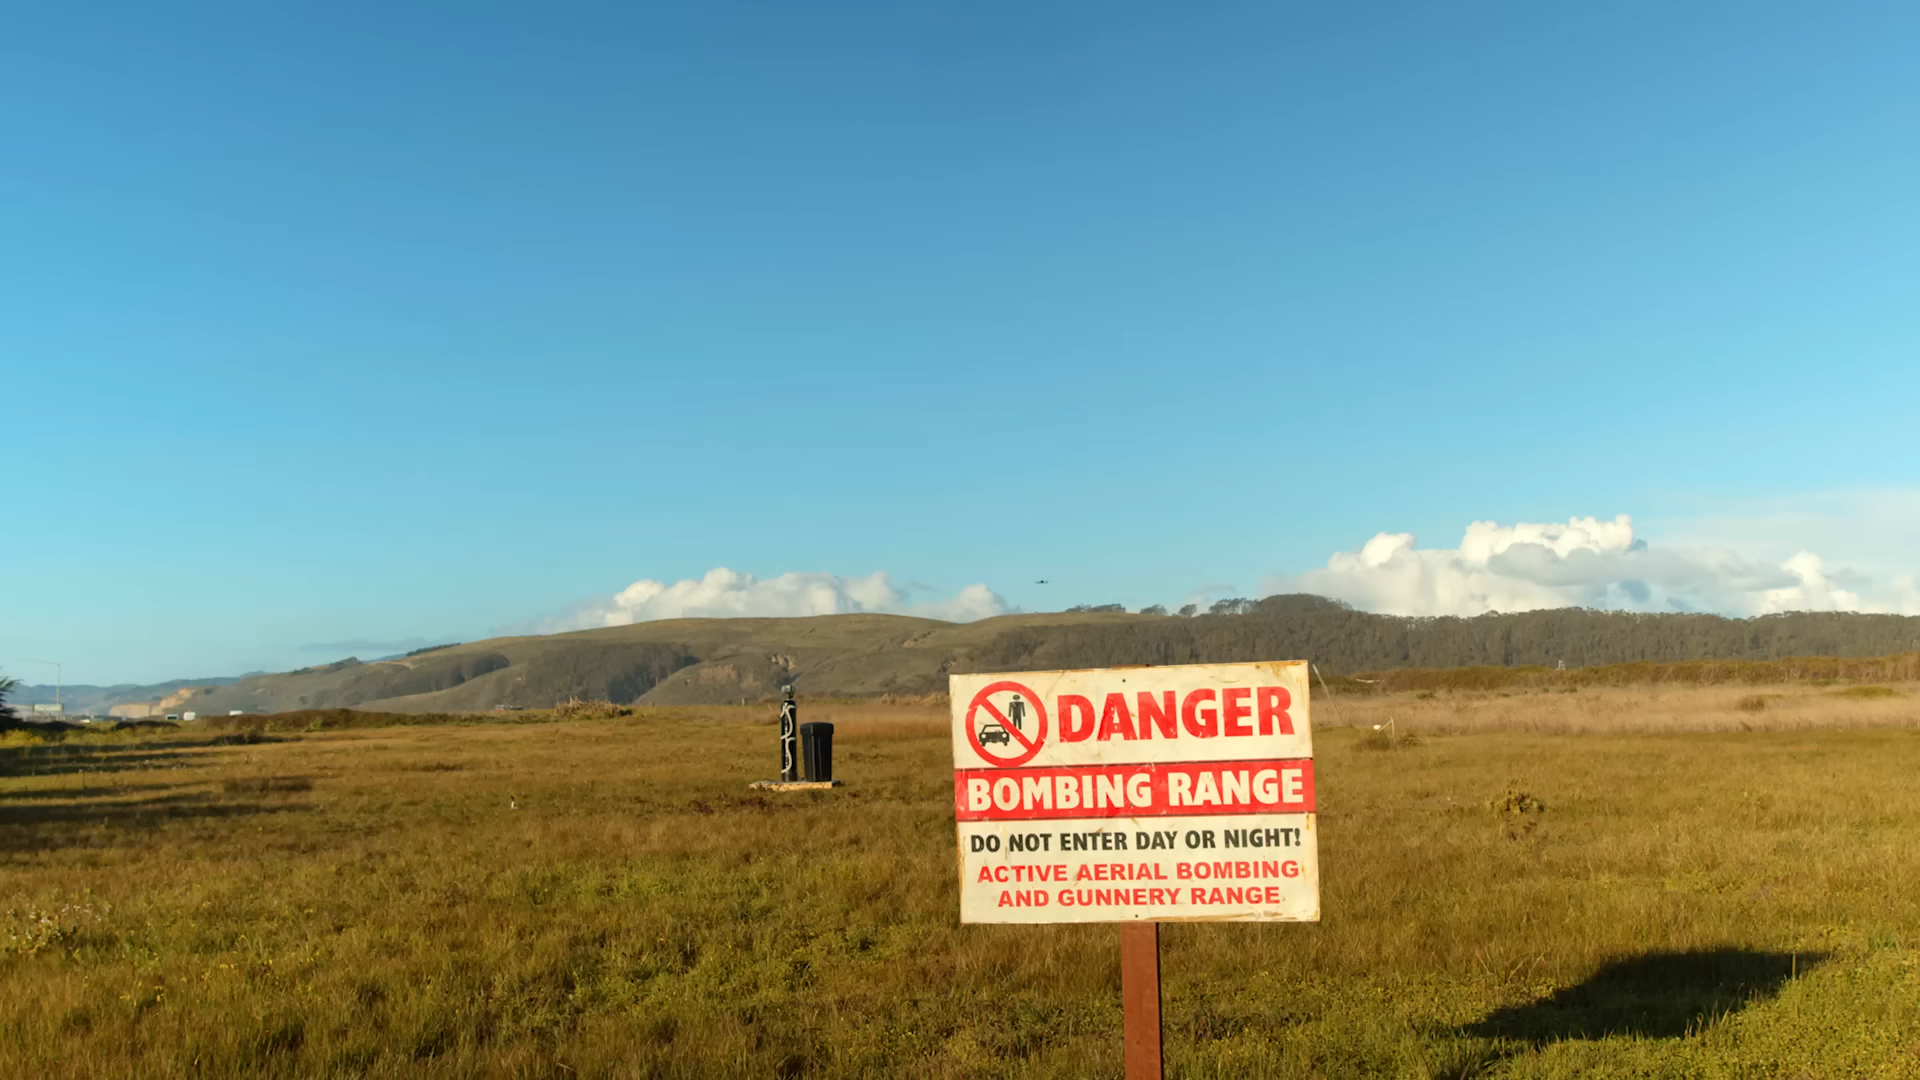 DANGER
BOMBING RANGE
DO NOT ENTER DAY OR NIGHT!
ACTIVE AERIAL BOMBING
AND GUNNERY RANGE